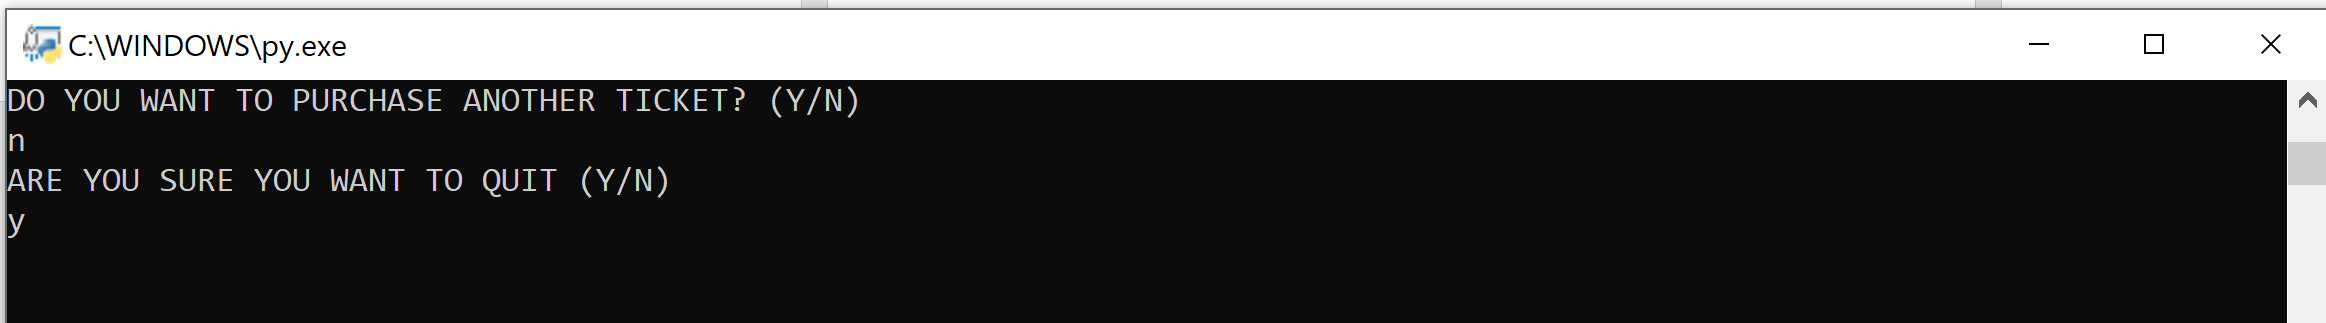 C:\WINDOWS\py.exe
DO YOU WANT TO PURCHASE ANOTHER TICKET? (Y/N)
n
ARE YOU SURE YOU WANT TO QUIT (Y/N)
y